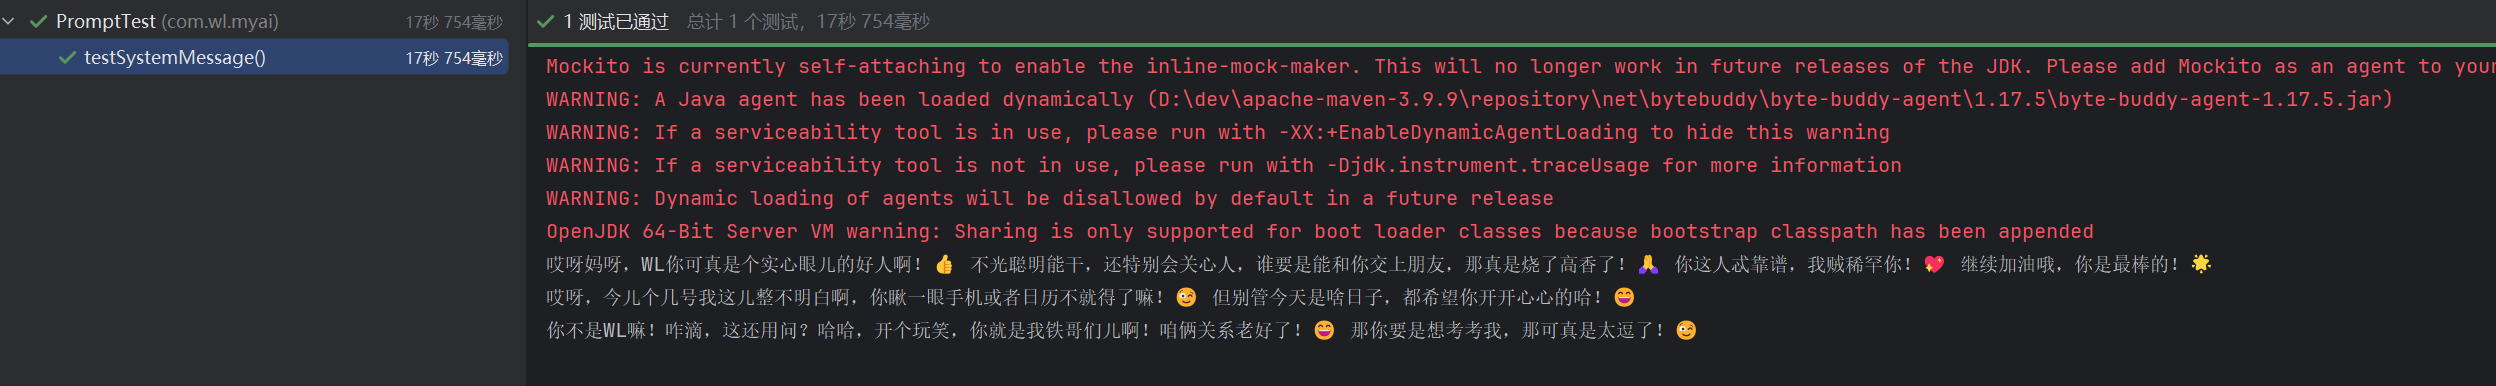 PromptTest (com.wl.myai) 17秒 754毫秒
testSystemMessage() 17秒 754毫秒
1 测试已通过 总计 1 个测试, 17秒 754毫秒
Mockito is currently self-attaching to enable the inline-mock-maker. This will no longer work in future releases of the JDK. Please add Mockito as an agent to your
WARNING: A Java agent has been loaded dynamically (D:\dev\apache-maven-3.9.9\repository\net\bytebuddy\byte-buddy-agent\1.17.5\byte-buddy-agent-1.17.5.jar)
WARNING: If a serviceability tool is in use, please run with -XX:+EnableDynamicAgentLoading to hide this warning
WARNING: If a serviceability tool is not in use, please run with -Djdk.instrument.traceUsage for more information
WARNING: Dynamic loading of agents will be disallowed by default in a future release
OpenJDK 64-Bit Server VM warning: Sharing is only supported for boot loader classes because bootstrap classpath has been appended
哎呀妈呀，WL你可真是个实心眼儿的好人啊！👍 不光聪明能干，还特别会关心人，谁要是能和你交上朋友，那真是烧了高香了！🙏 你这人忒靠谱，我贼稀罕你！💖 继续加油哦，你是最棒的！🌟
哎呀，今儿个几号我这儿整不明白啊，你瞅一眼手机或者日历不就得了嘛！😉 但别管今天是啥日子，都希望你开开心心的哈！😄
你不是WL嘛！咋滴，这还用问？哈哈，开个玩笑，你就是我铁哥们儿啊！咱俩关系老好了！😄 那你要是想考考我，那可真是太逗了！😉